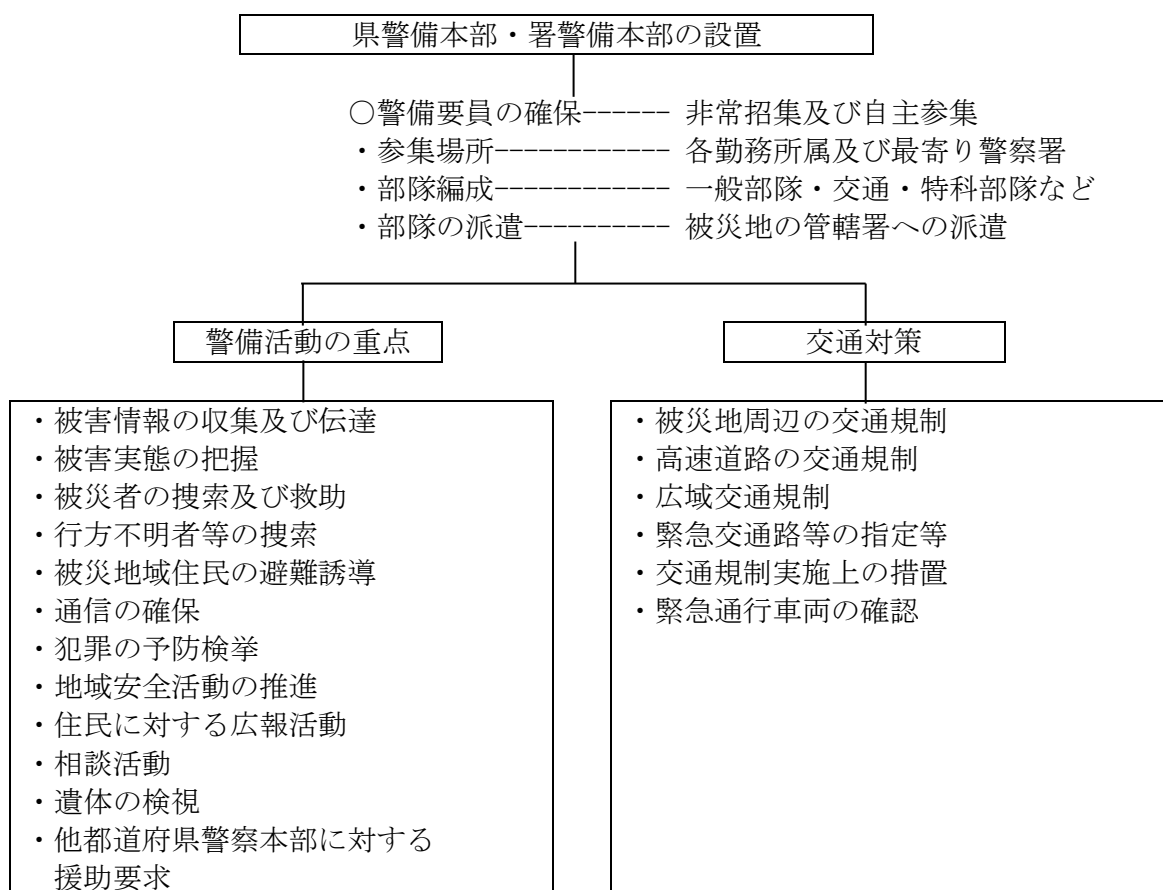 県警備本部・署警備本部の設置
○警備要員の確保------ 非常招集及び自主参集
・参集場所------------ 各勤務所属及び最寄り警察署
・部隊編成------------ 一般部隊・交通・特科部隊など
・部隊の派遣---------- 被災地の管轄署への派遣
警備活動の重点
・被害情報の収集及び伝達
・被害実態の把握
・被災者の捜索及び救助
・行方不明者等の捜索
・被災地域住民の避難誘導
・通信の確保
・犯罪の予防検挙
・地域安全活動の推進
・住民に対する広報活動
・相談活動
・遺体の検視
・他都道府県警察本部に対する
援助要求
交通対策
・被災地周辺の交通規制
・高速道路の交通規制
・広域交通規制
・緊急交通路等の指定等
・交通規制実施上の措置
・緊急通行車両の確認